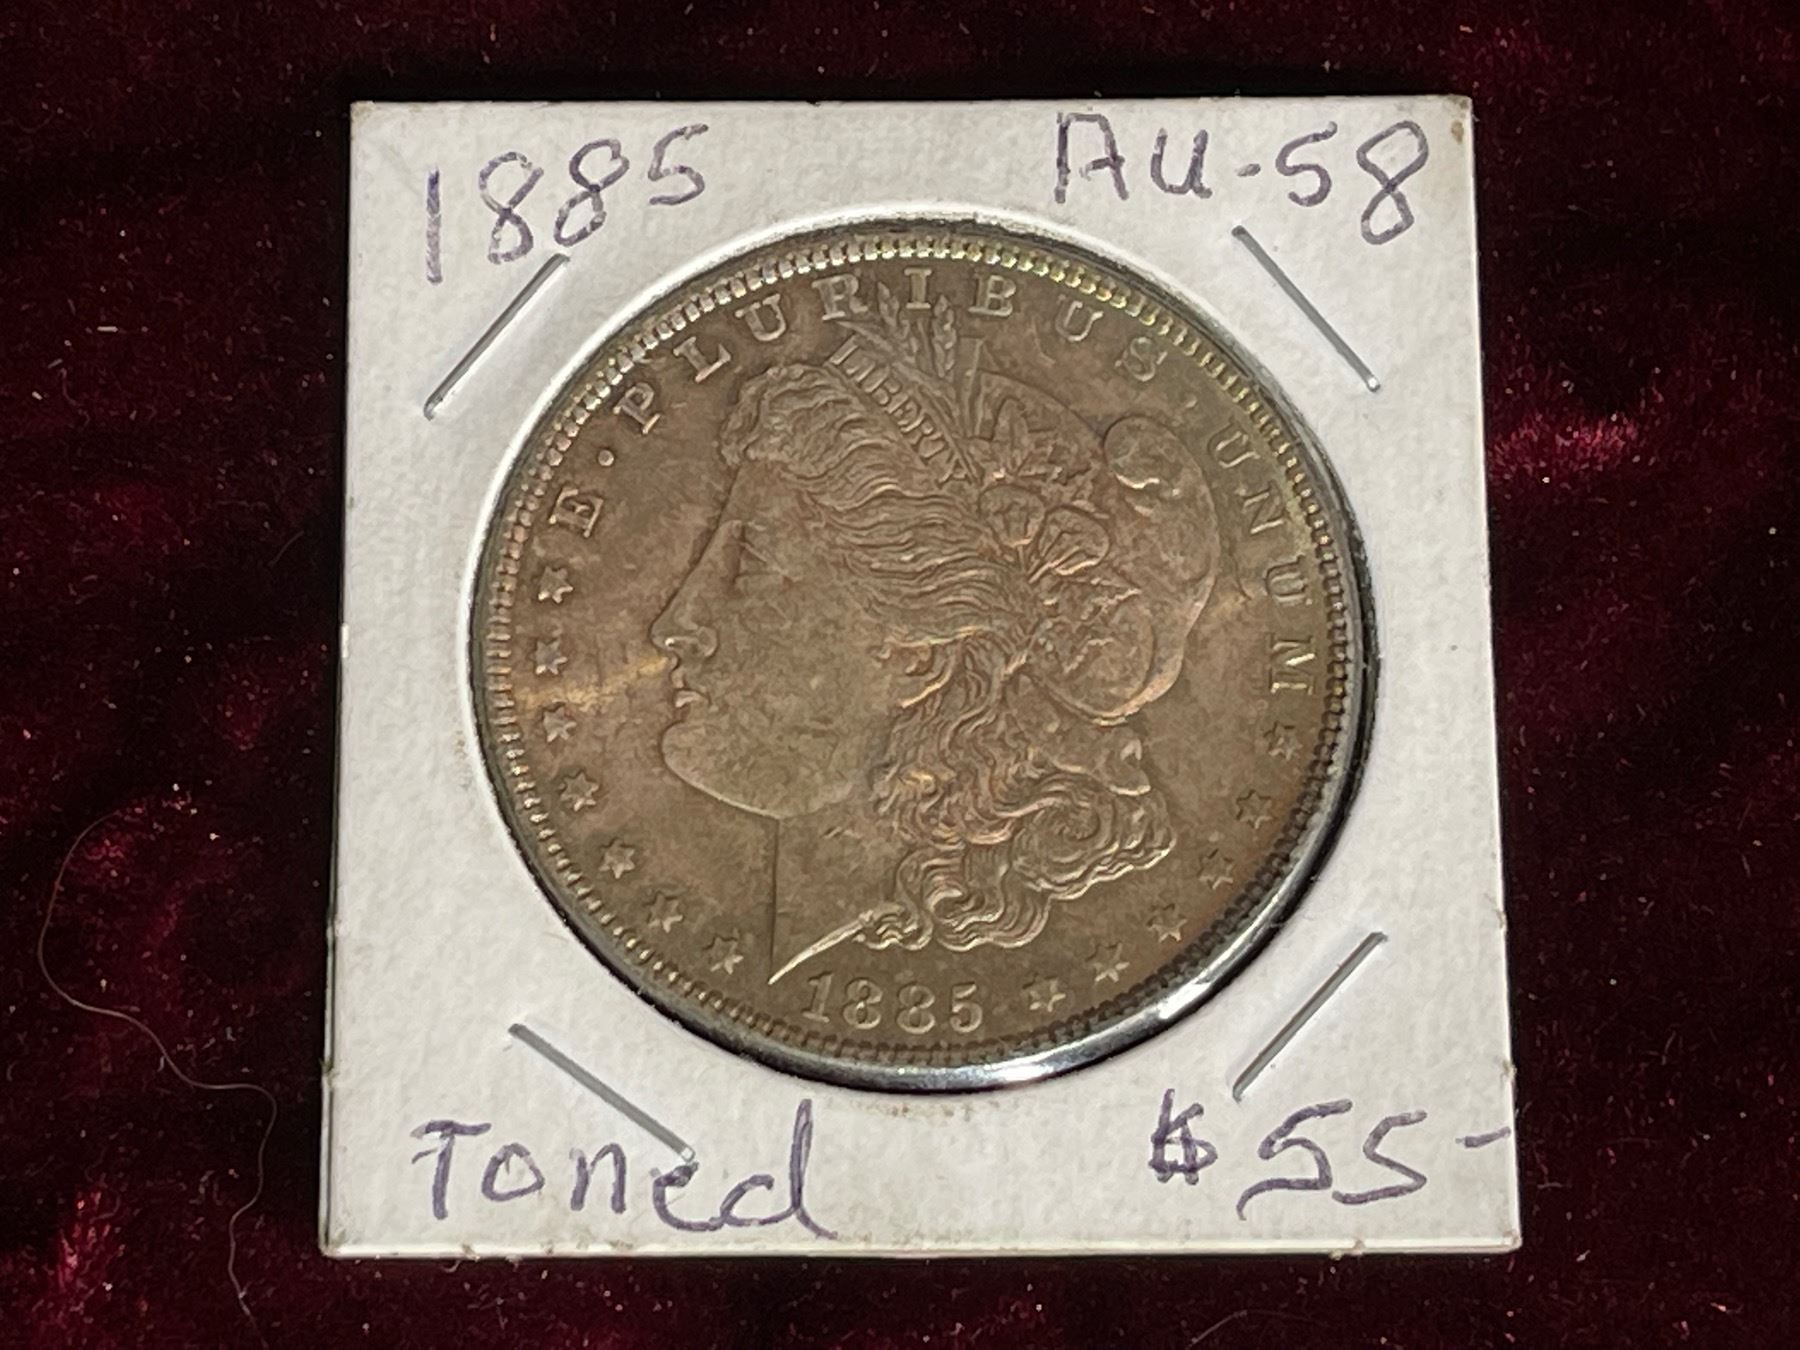 1885 AU-58
E·PLURIBUS·UNUM
LIBERTY
1885
Toned $55-